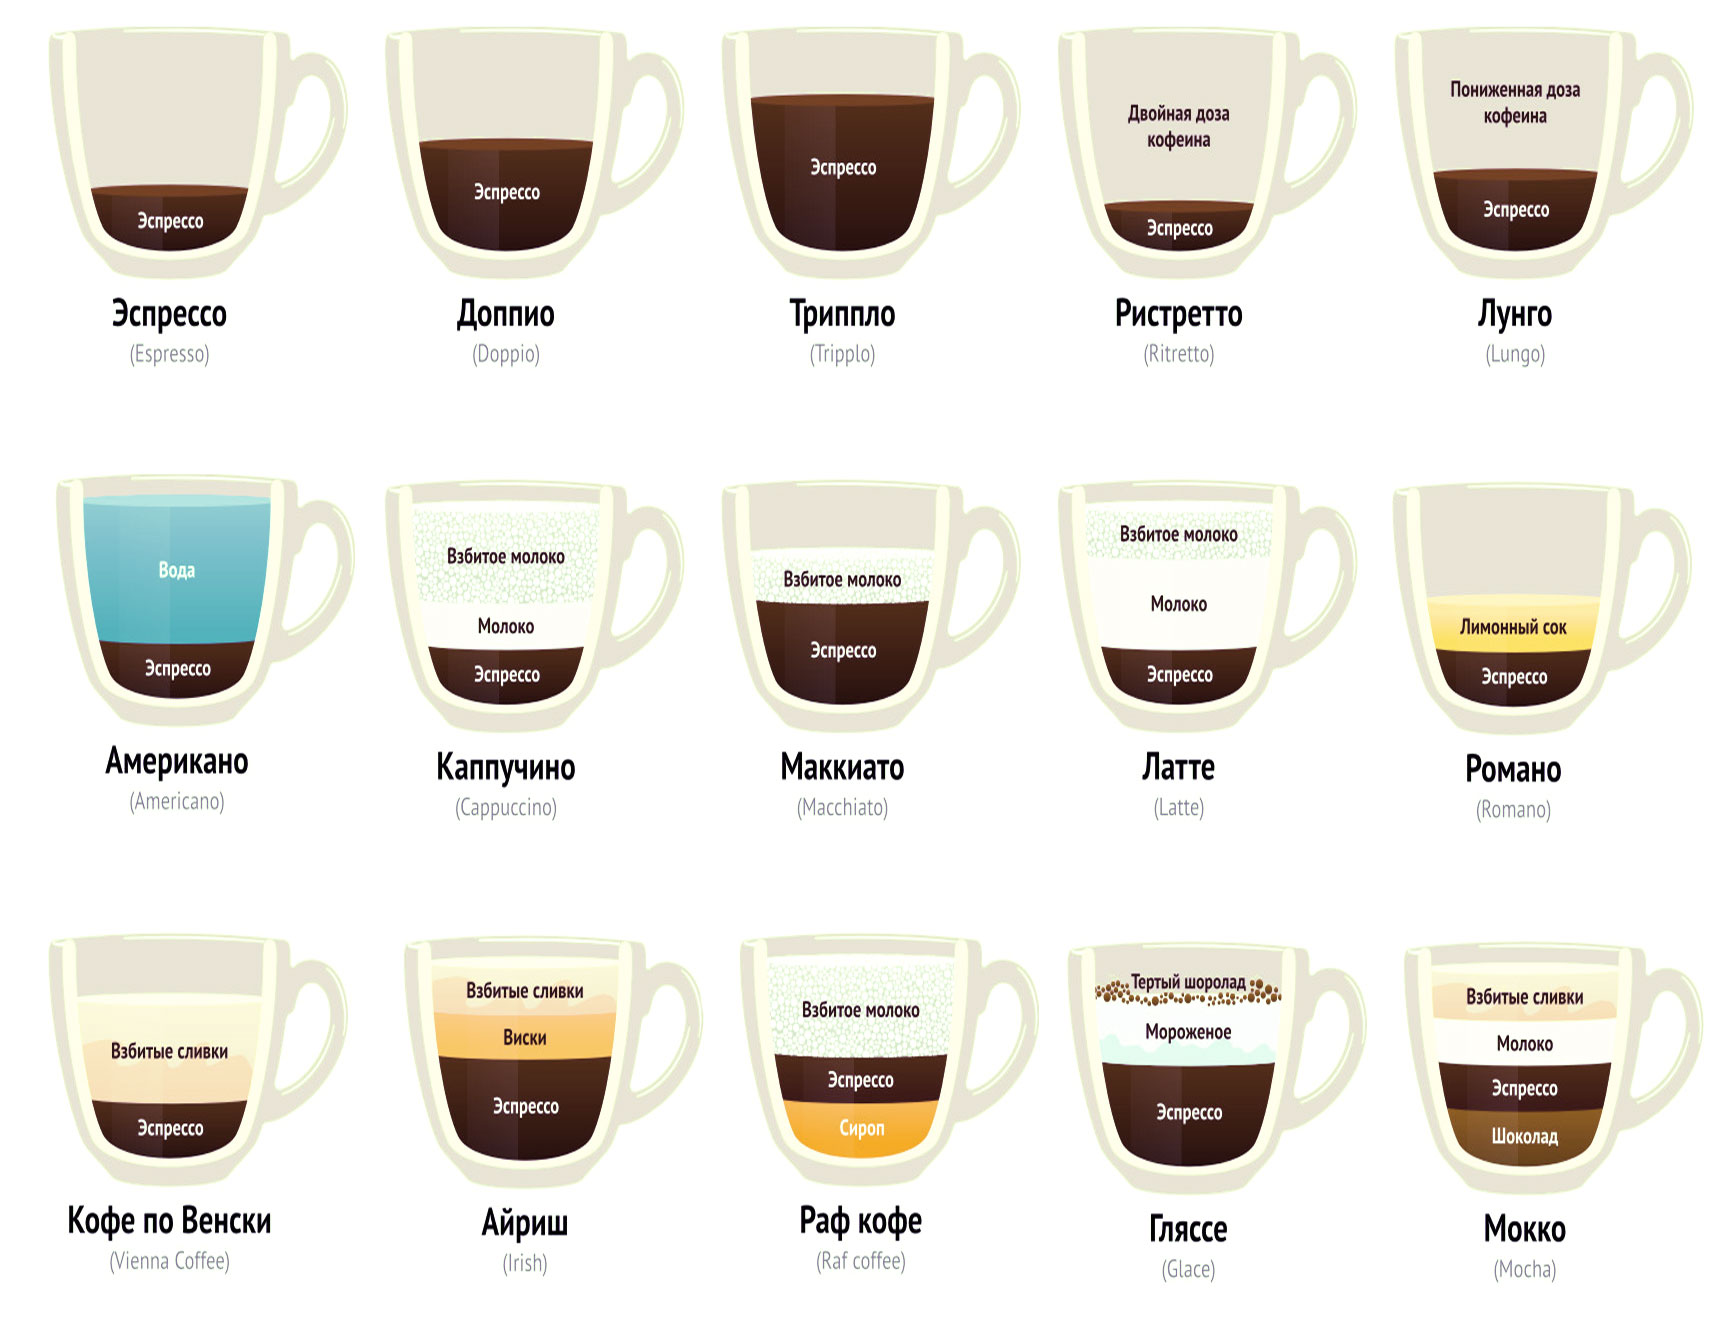 Эспрессо
Эспрессо
Эспрессо
Двойная доза
кофеина
Эспрессо
Пониженная доза
кофеина
Эспрессо
Эспрессо
(Espresso)
Доппио
(Doppio)
Триппло
(Tripplo)
Ристретто
(Ritretto)
Лунго
(Lungo)
Вода
Эспрессо
Взбитое молоко
Молоко
Эспрессо
Взбитое молоко
Эспрессо
Взбитое молоко
Молоко
Эспрессо
Лимонный сок
Эспрессо
Американо
(Americano)
Каппучино
(Cappuccino)
Маккиато
(Macchiato)
Латте
(Latte)
Романо
(Romano)
Взбитые сливки
Эспрессо
Взбитые сливки
Виски
Эспрессо
Взбитое молоко
Эспрессо
Сироп
Тертый шоролад
Мороженое
Эспрессо
Взбитые сливки
Молоко
Эспрессо
Шоколад
Кофе по Венски
(Vienna Coffee)
Айриш
(Irish)
Раф кофе
(Raf coffee)
Гляссе
(Glace)
Мокко
(Mocha)